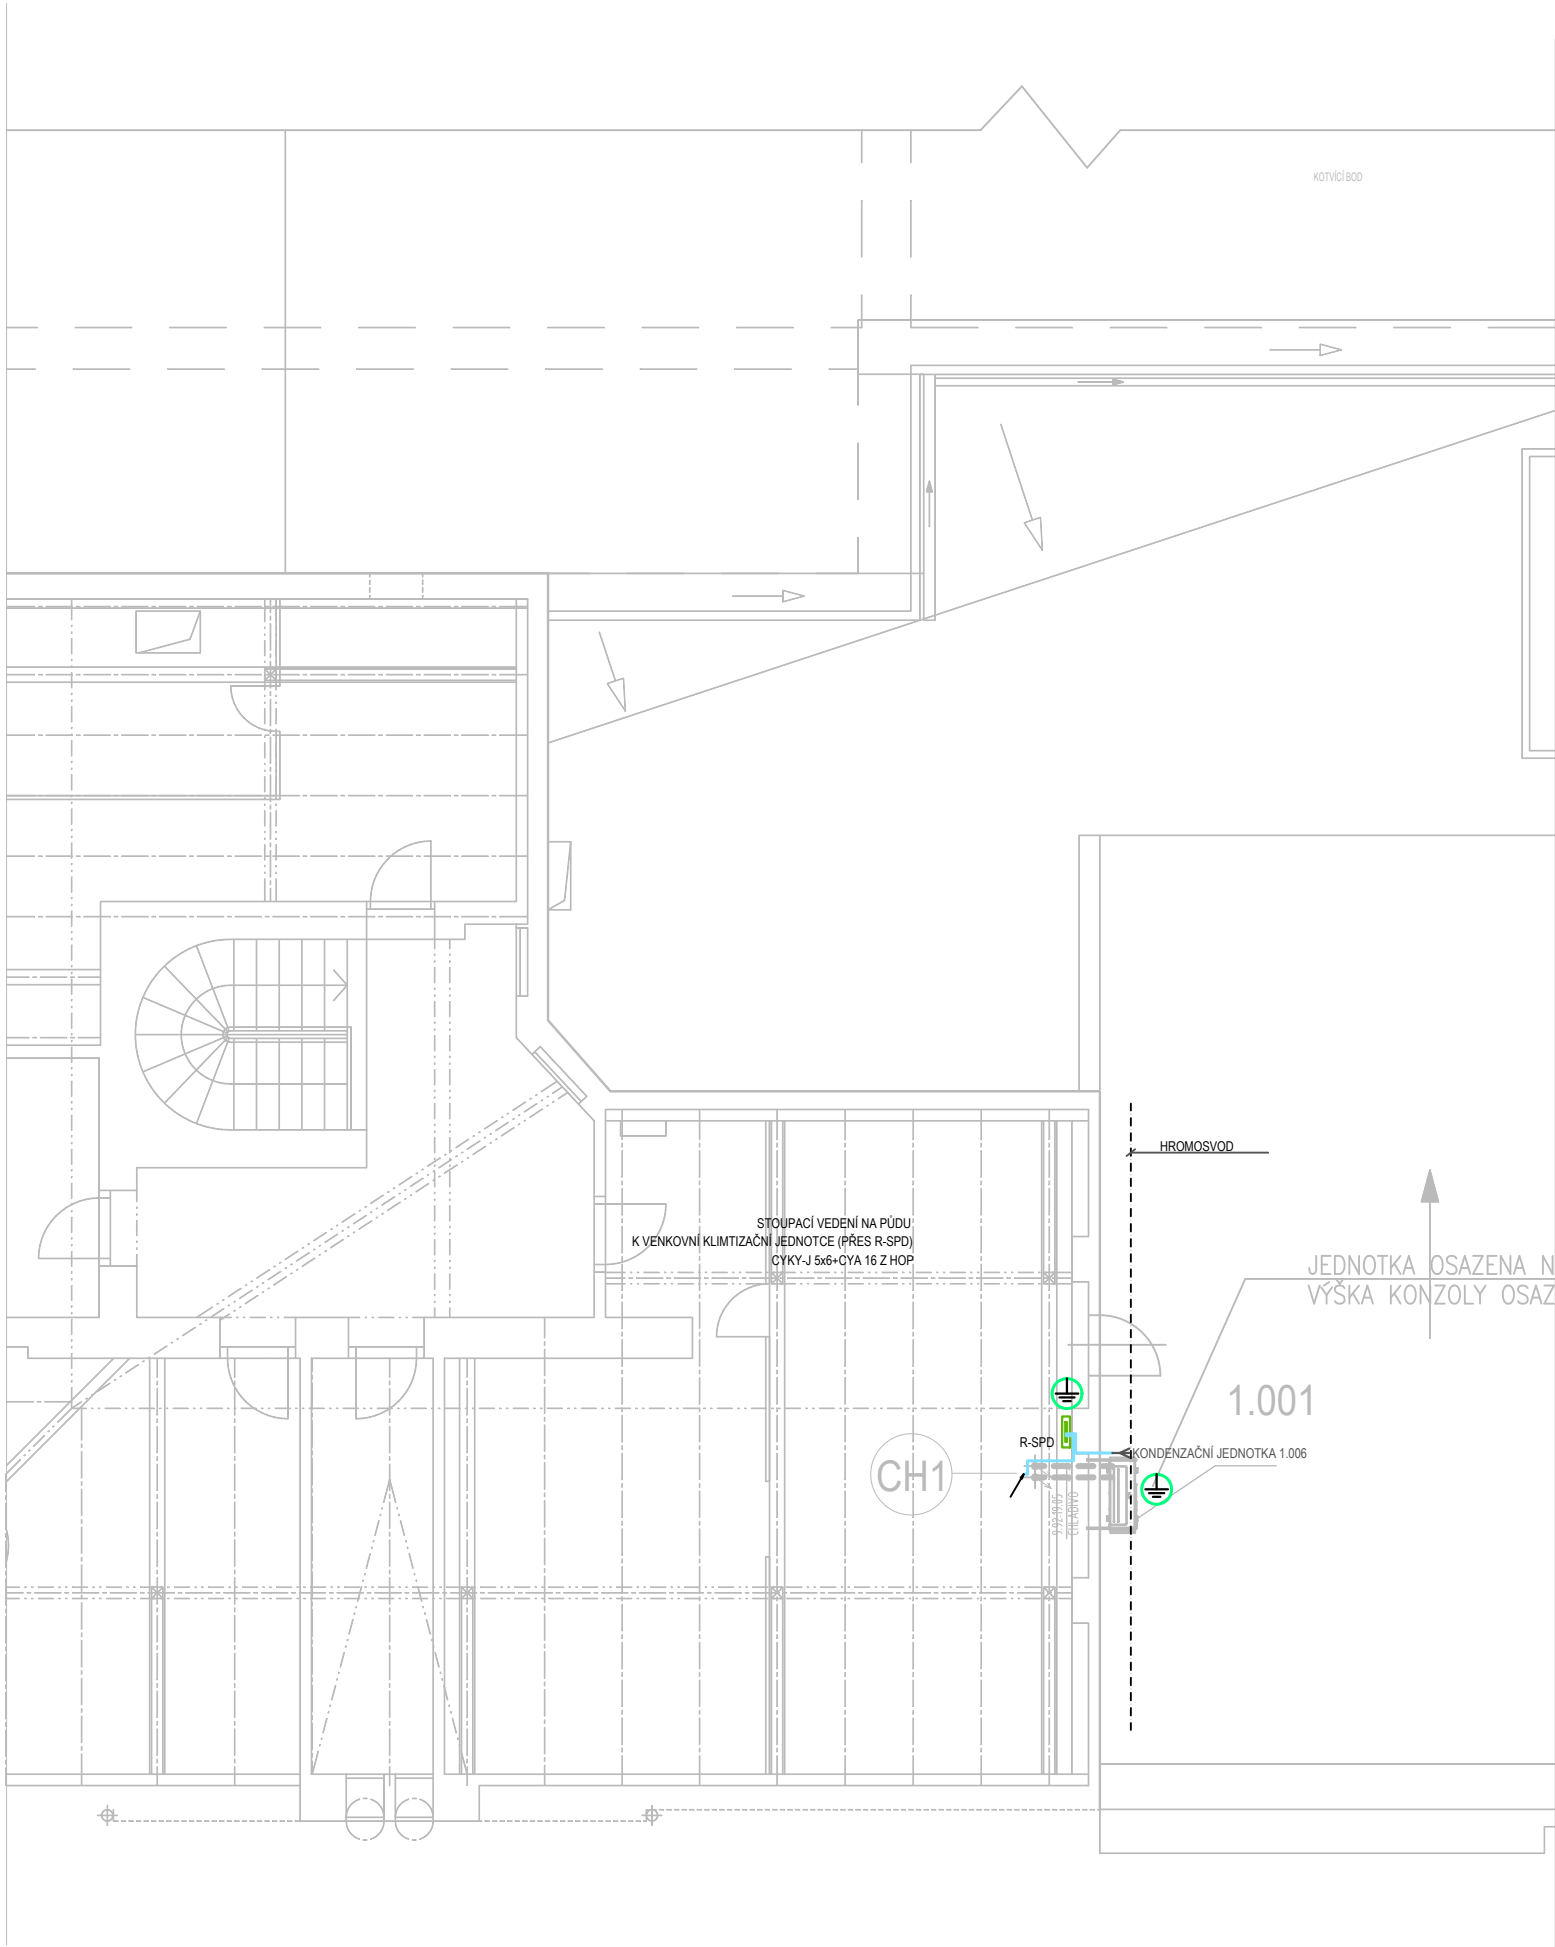 KOTVÍCÍ BOD
HROMOSVOD
STOUPACÍ VEDENÍ NA PŮDU
K VENKOVNÍ KLIMTIZAČNÍ JEDNOTCE (PŘES R-SPD)
CYKY-J 5x6+CYA 16 Z HOP
JEDNOTKA OSAZENA N
VÝŠKA KONZOLY OSAZ
1.001
R-SPD
KONDENZAČNÍ JEDNOTKA 1.006
CH1
CHLADIVO